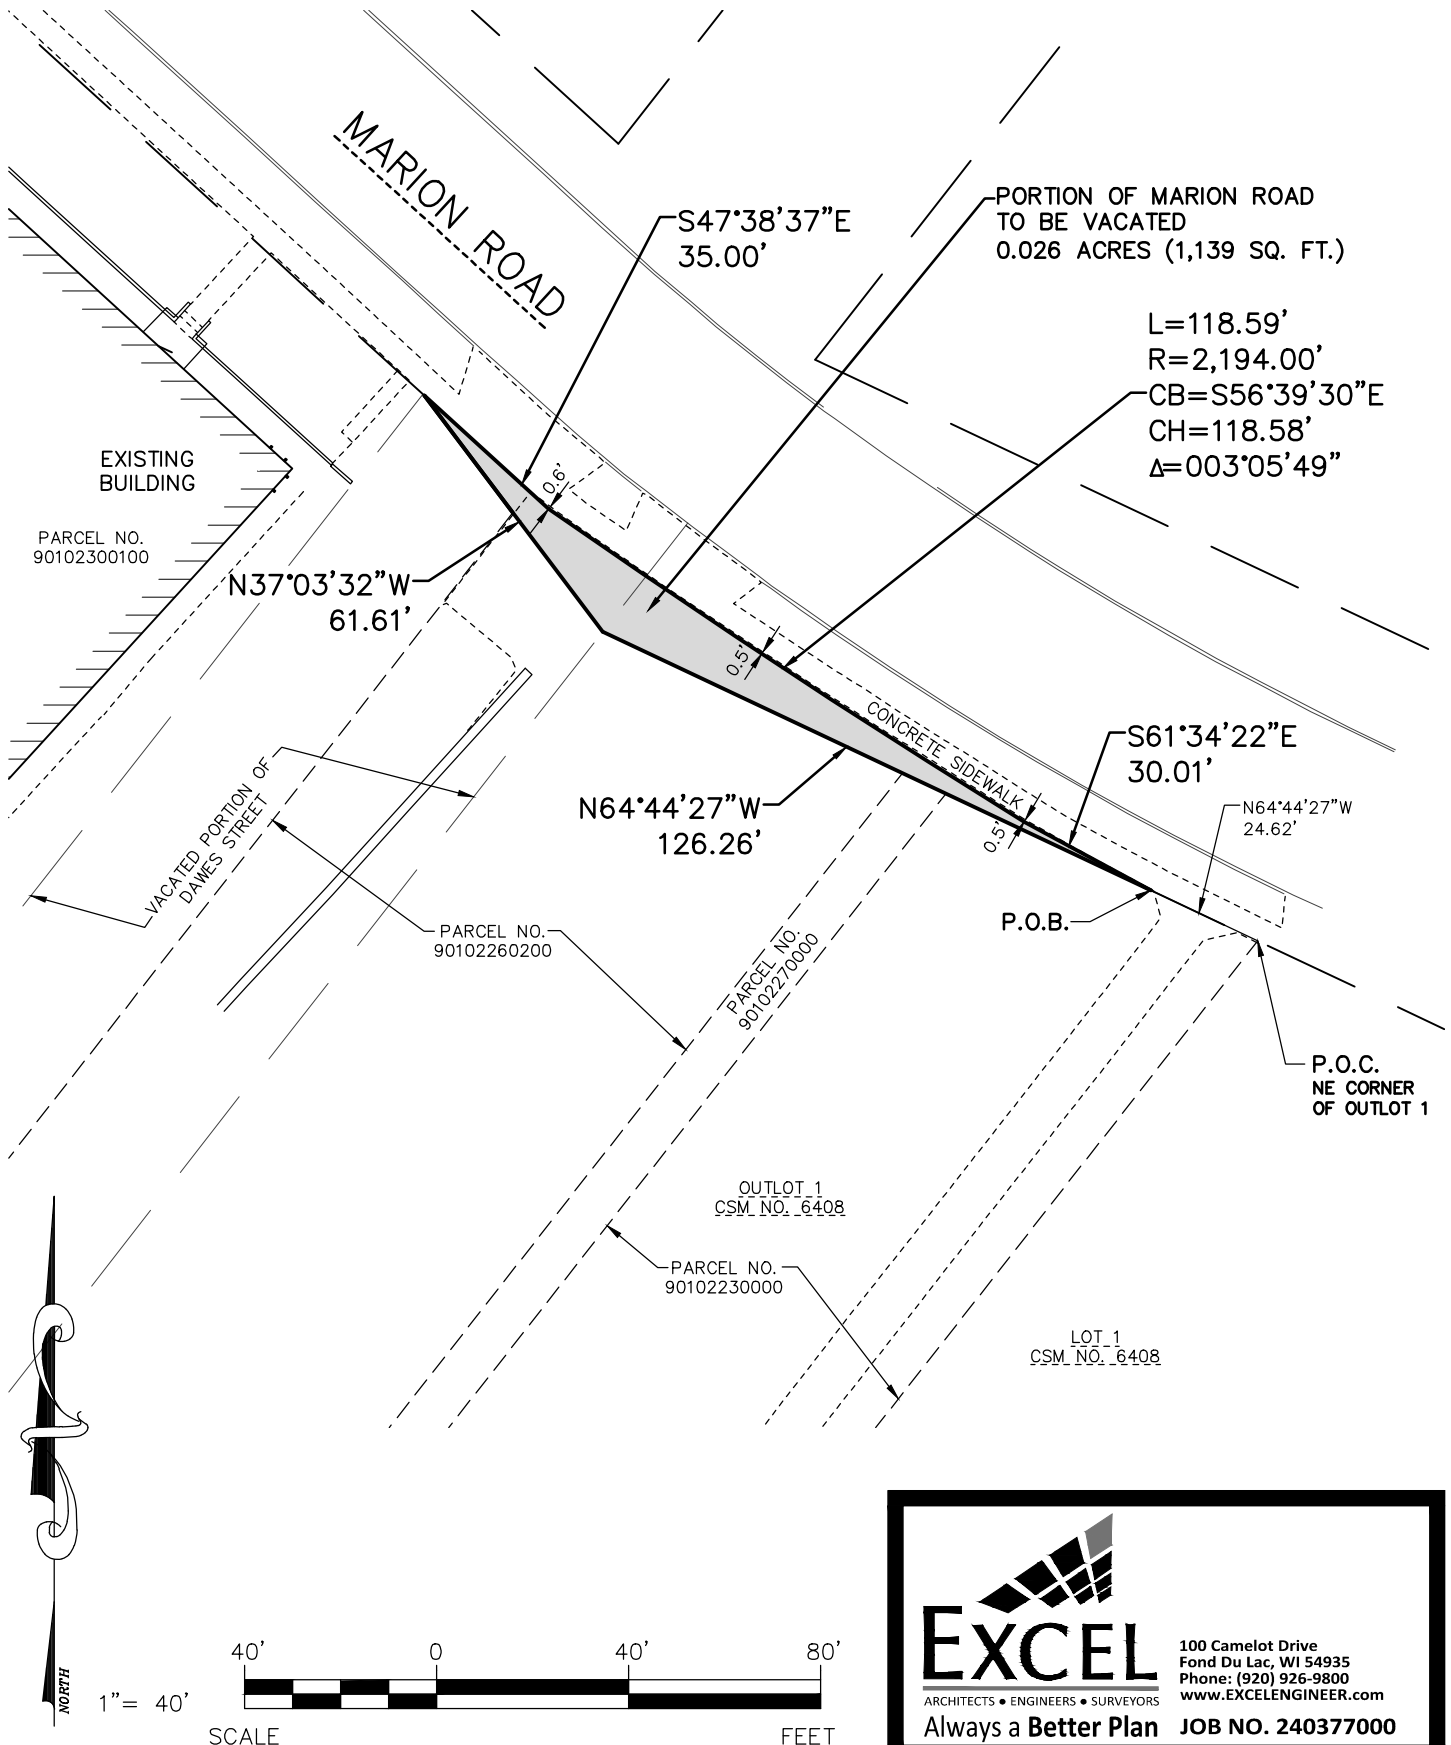 MARION ROAD
S47°38'37"E
35.00'
PORTION OF MARION ROAD
TO BE VACATED
0.026 ACRES (1,139 SQ. FT.)
L=118.59'
R=2,194.00'
CB=S56°39'30"E
CH=118.58'
Δ=003°05'49"
EXISTING
BUILDING
PARCEL NO.
90102300100
0.6'
N37°03'32"W
61.61'
0.5'
CONCRETE SIDEWALK
S61°34'22"E
30.01'
N64°44'27"W
126.26'
0.5'
N64°44'27"W
24.62'
VACATED PORTION OF
DAWES STREET
PARCEL NO.
90102260200
PARCEL NO.
90102270000
P.O.B.
P.O.C.
NE CORNER
OF OUTLOT 1
OUTLOT 1
CSM NO. 6408
PARCEL NO.
90102230000
LOT 1
CSM NO. 6408
NORTH
1"= 40'
40' 0 40' 80'
SCALE FEET
EXCEL
ARCHITECTS • ENGINEERS • SURVEYORS
Always a Better Plan
100 Camelot Drive
Fond Du Lac, WI 54935
Phone: (920) 926-9800
www.EXCELENGINEER.com
JOB NO. 240377000